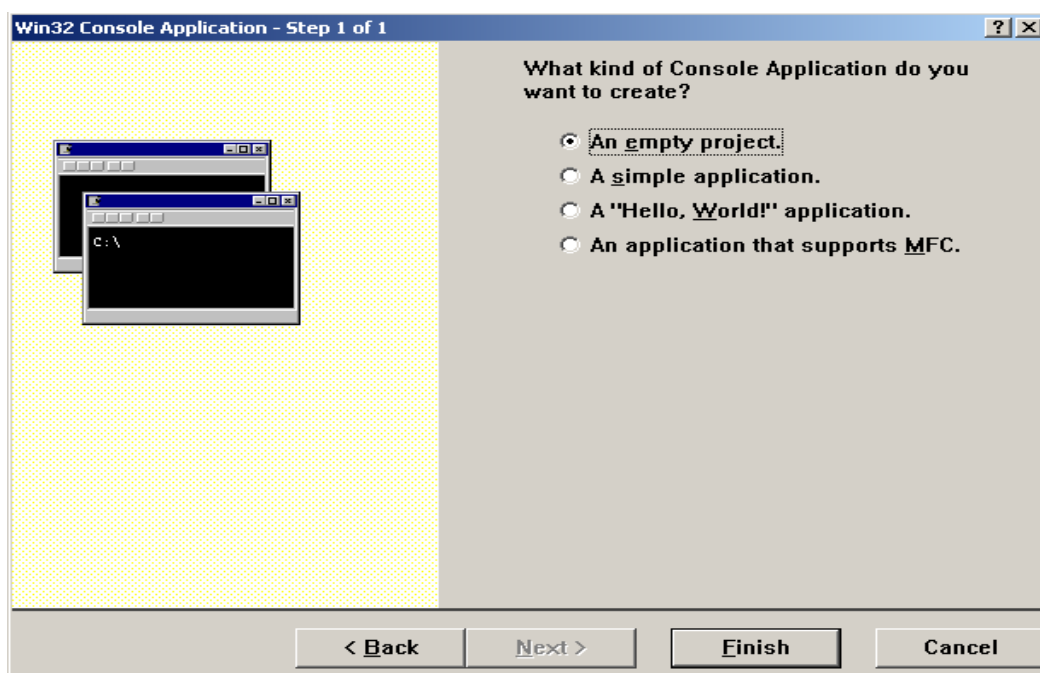 Win32 Console Application - Step 1 of 1
What kind of Console Application do you
want to create?
An empty project.
A simple application.
A "Hello, World!" application.
An application that supports MFC.
C:\
< Back
Next >
Finish
Cancel